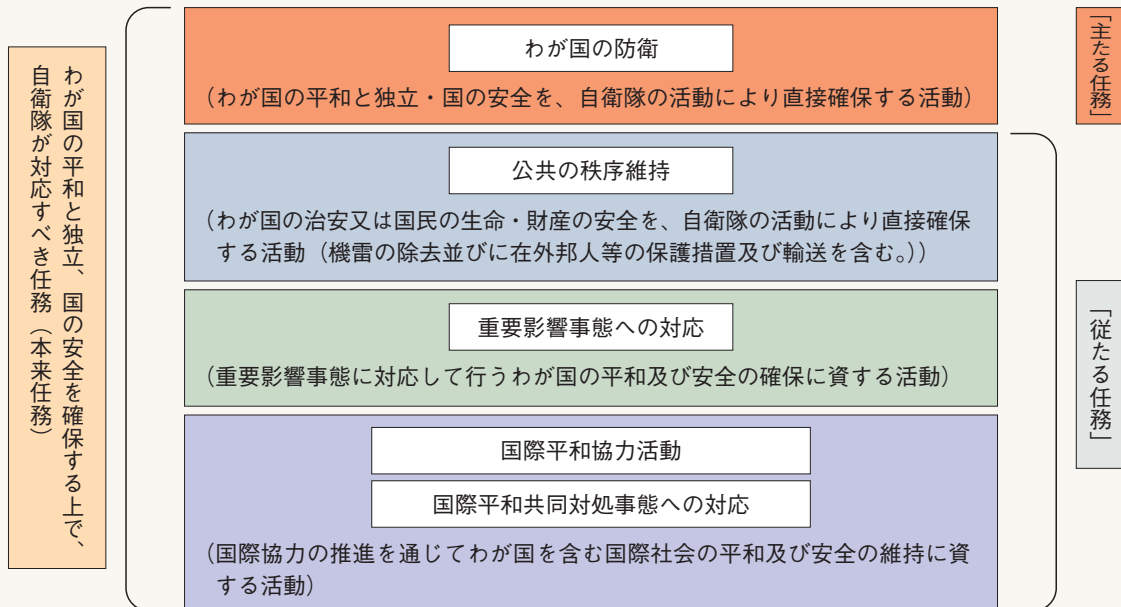 わが国の平和と独立、国の安全を確保する上で、
自衛隊が対応すべき任務（本来任務）
わが国の防衛
（わが国の平和と独立・国の安全を、自衛隊の活動により直接確保する活動）
公共の秩序維持
（わが国の治安又は国民の生命・財産の安全を、自衛隊の活動により直接確保
する活動（機雷の除去並びに在外邦人等の保護措置及び輸送を含む。））
重要影響事態への対応
（重要影響事態に対応して行うわが国の平和及び安全の確保に資する活動）
国際平和協力活動
国際平和共同対処事態への対応
（国際協力の推進を通じてわが国を含む国際社会の平和及び安全の維持に資
する活動）
「主たる任務」
「従たる任務」